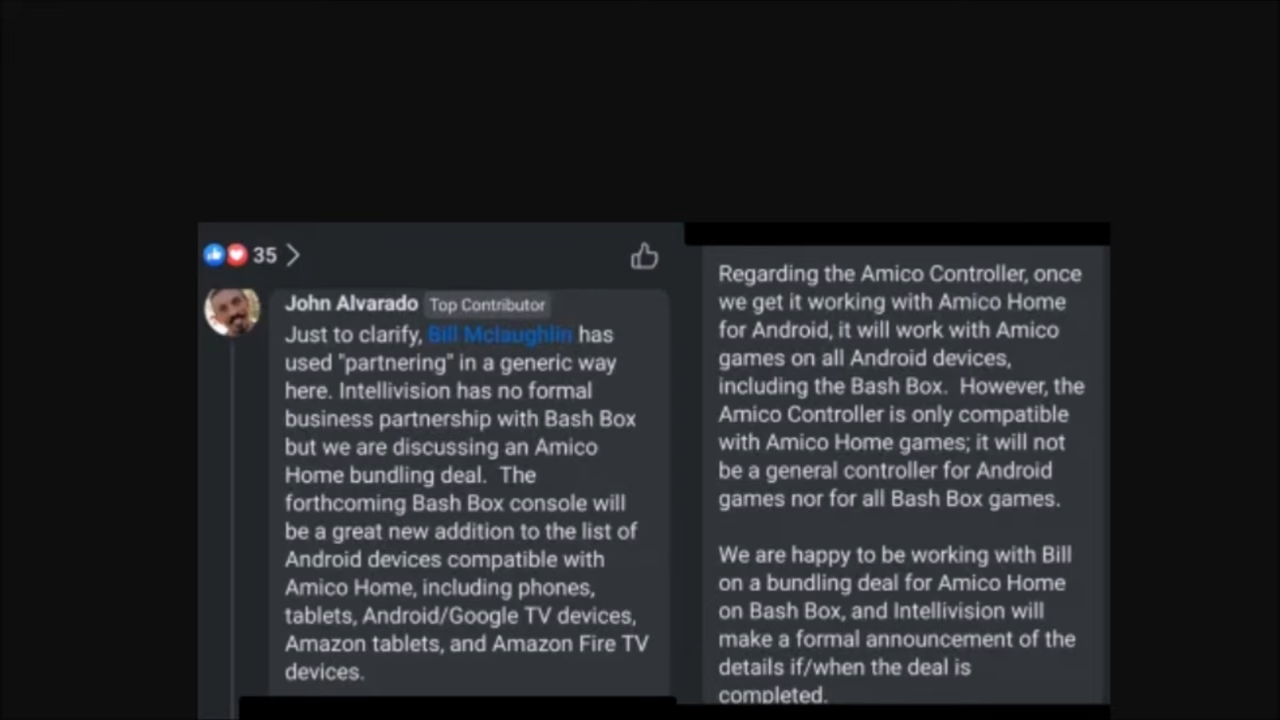 35
John Alvarado Top Contributor
Just to clarify, Bill Mclaughlin has
used "partnering" in a generic way
here. Intellivision has no formal
business partnership with Bash Box
but we are discussing an Amico
Home bundling deal. The
forthcoming Bash Box console will
be a great new addition to the list of
Android devices compatible with
Amico Home, including phones,
tablets, Android/Google TV devices,
Amazon tablets, and Amazon Fire TV
devices.
Regarding the Amico Controller, once
we get it working with Amico Home
for Android, it will work with Amico
games on all Android devices,
including the Bash Box. However, the
Amico Controller is only compatible
with Amico Home games; it will not
be a general controller for Android
games nor for all Bash Box games.
We are happy to be working with Bill
on a bundling deal for Amico Home
on Bash Box, and Intellivision will
make a formal announcement of the
details if/when the deal is
completed.